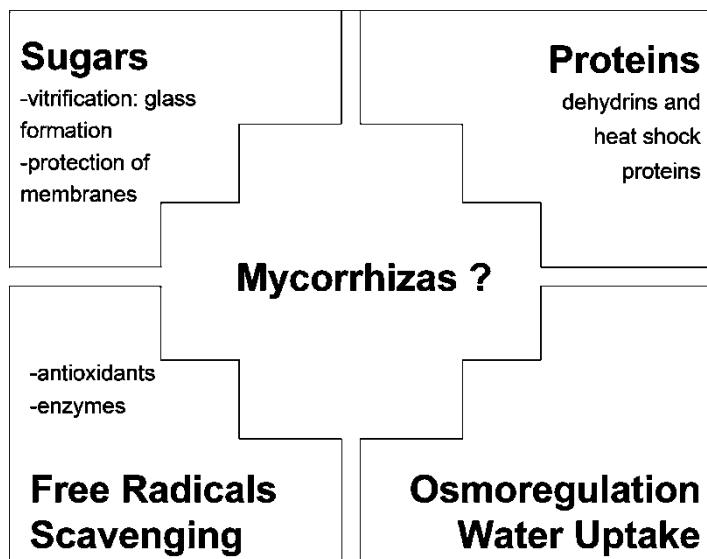 Sugars
-vitrification: glass
formation
-protection of
membranes
Proteins
dehydrins and
heat shock
proteins
Mycorrhizas ?
-antioxidants
-enzymes
Free Radicals
Scavenging
Osmoregulation
Water Uptake